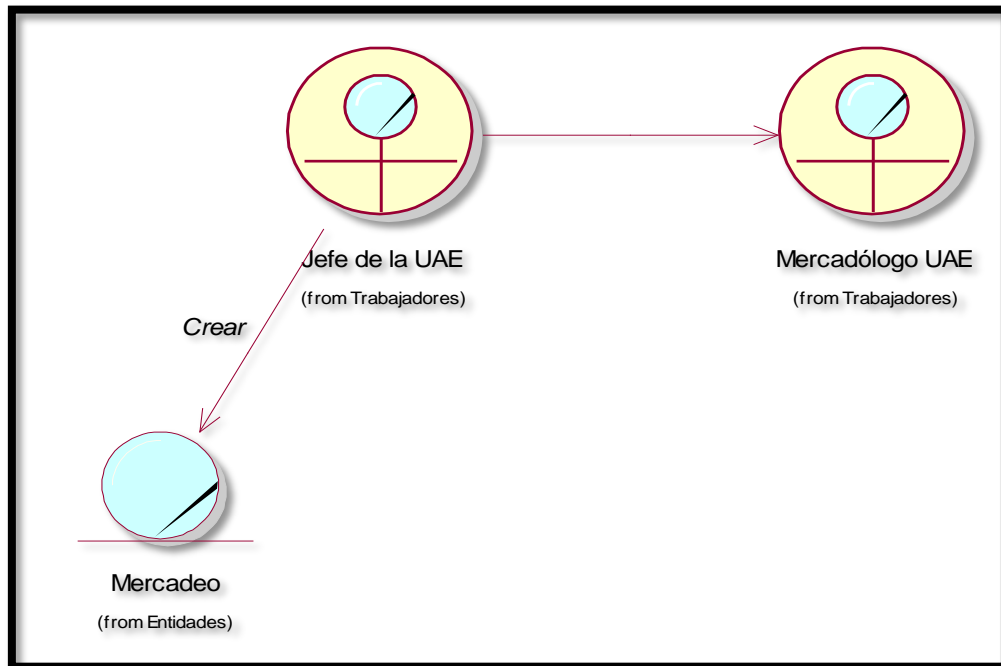 Jefe de la UAE
(from Trabajadores)
Mercadólogo UAE
(from Trabajadores)
Crear
Mercadeo
(from Entidades)